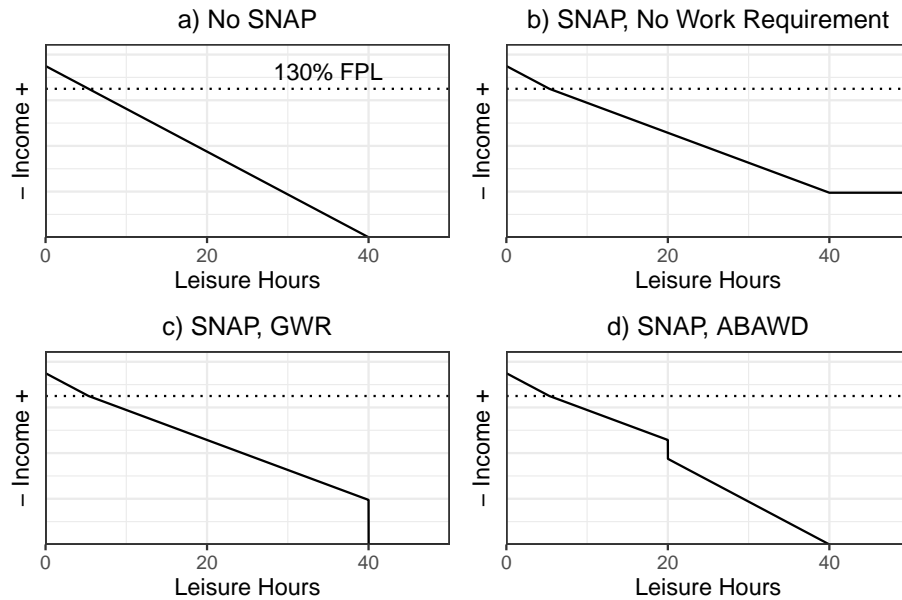 a) No SNAP
130% FPL
– Income +
0
20
40
Leisure Hours
b) SNAP, No Work Requirement
– Income +
0
20
40
Leisure Hours
c) SNAP, GWR
– Income +
0
20
40
Leisure Hours
d) SNAP, ABAWD
– Income +
0
20
40
Leisure Hours